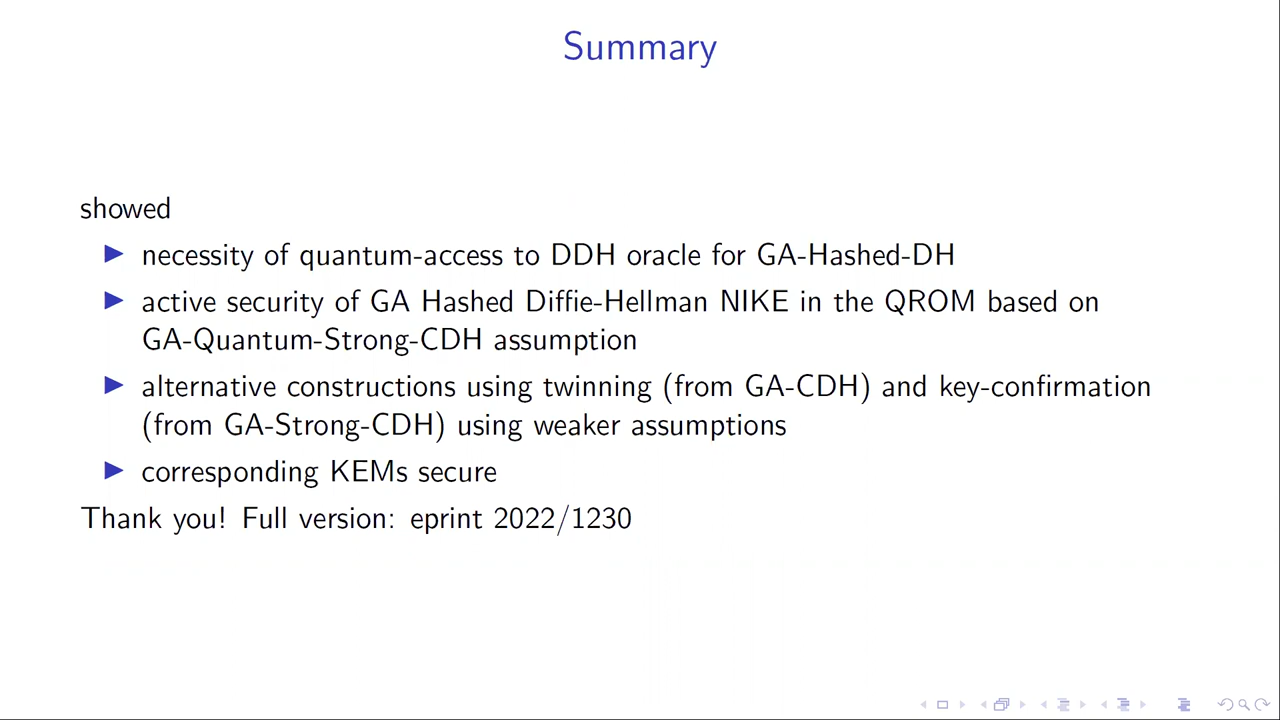 Summary
showed
necessity of quantum-access to DDH oracle for GA-Hashed-DH
active security of GA Hashed Diffie-Hellman NIKE in the QROM based on
GA-Quantum-Strong-CDH assumption
alternative constructions using twinning (from GA-CDH) and key-confirmation
(from GA-Strong-CDH) using weaker assumptions
corresponding KEMs secure
Thank you! Full version: eprint 2022/1230